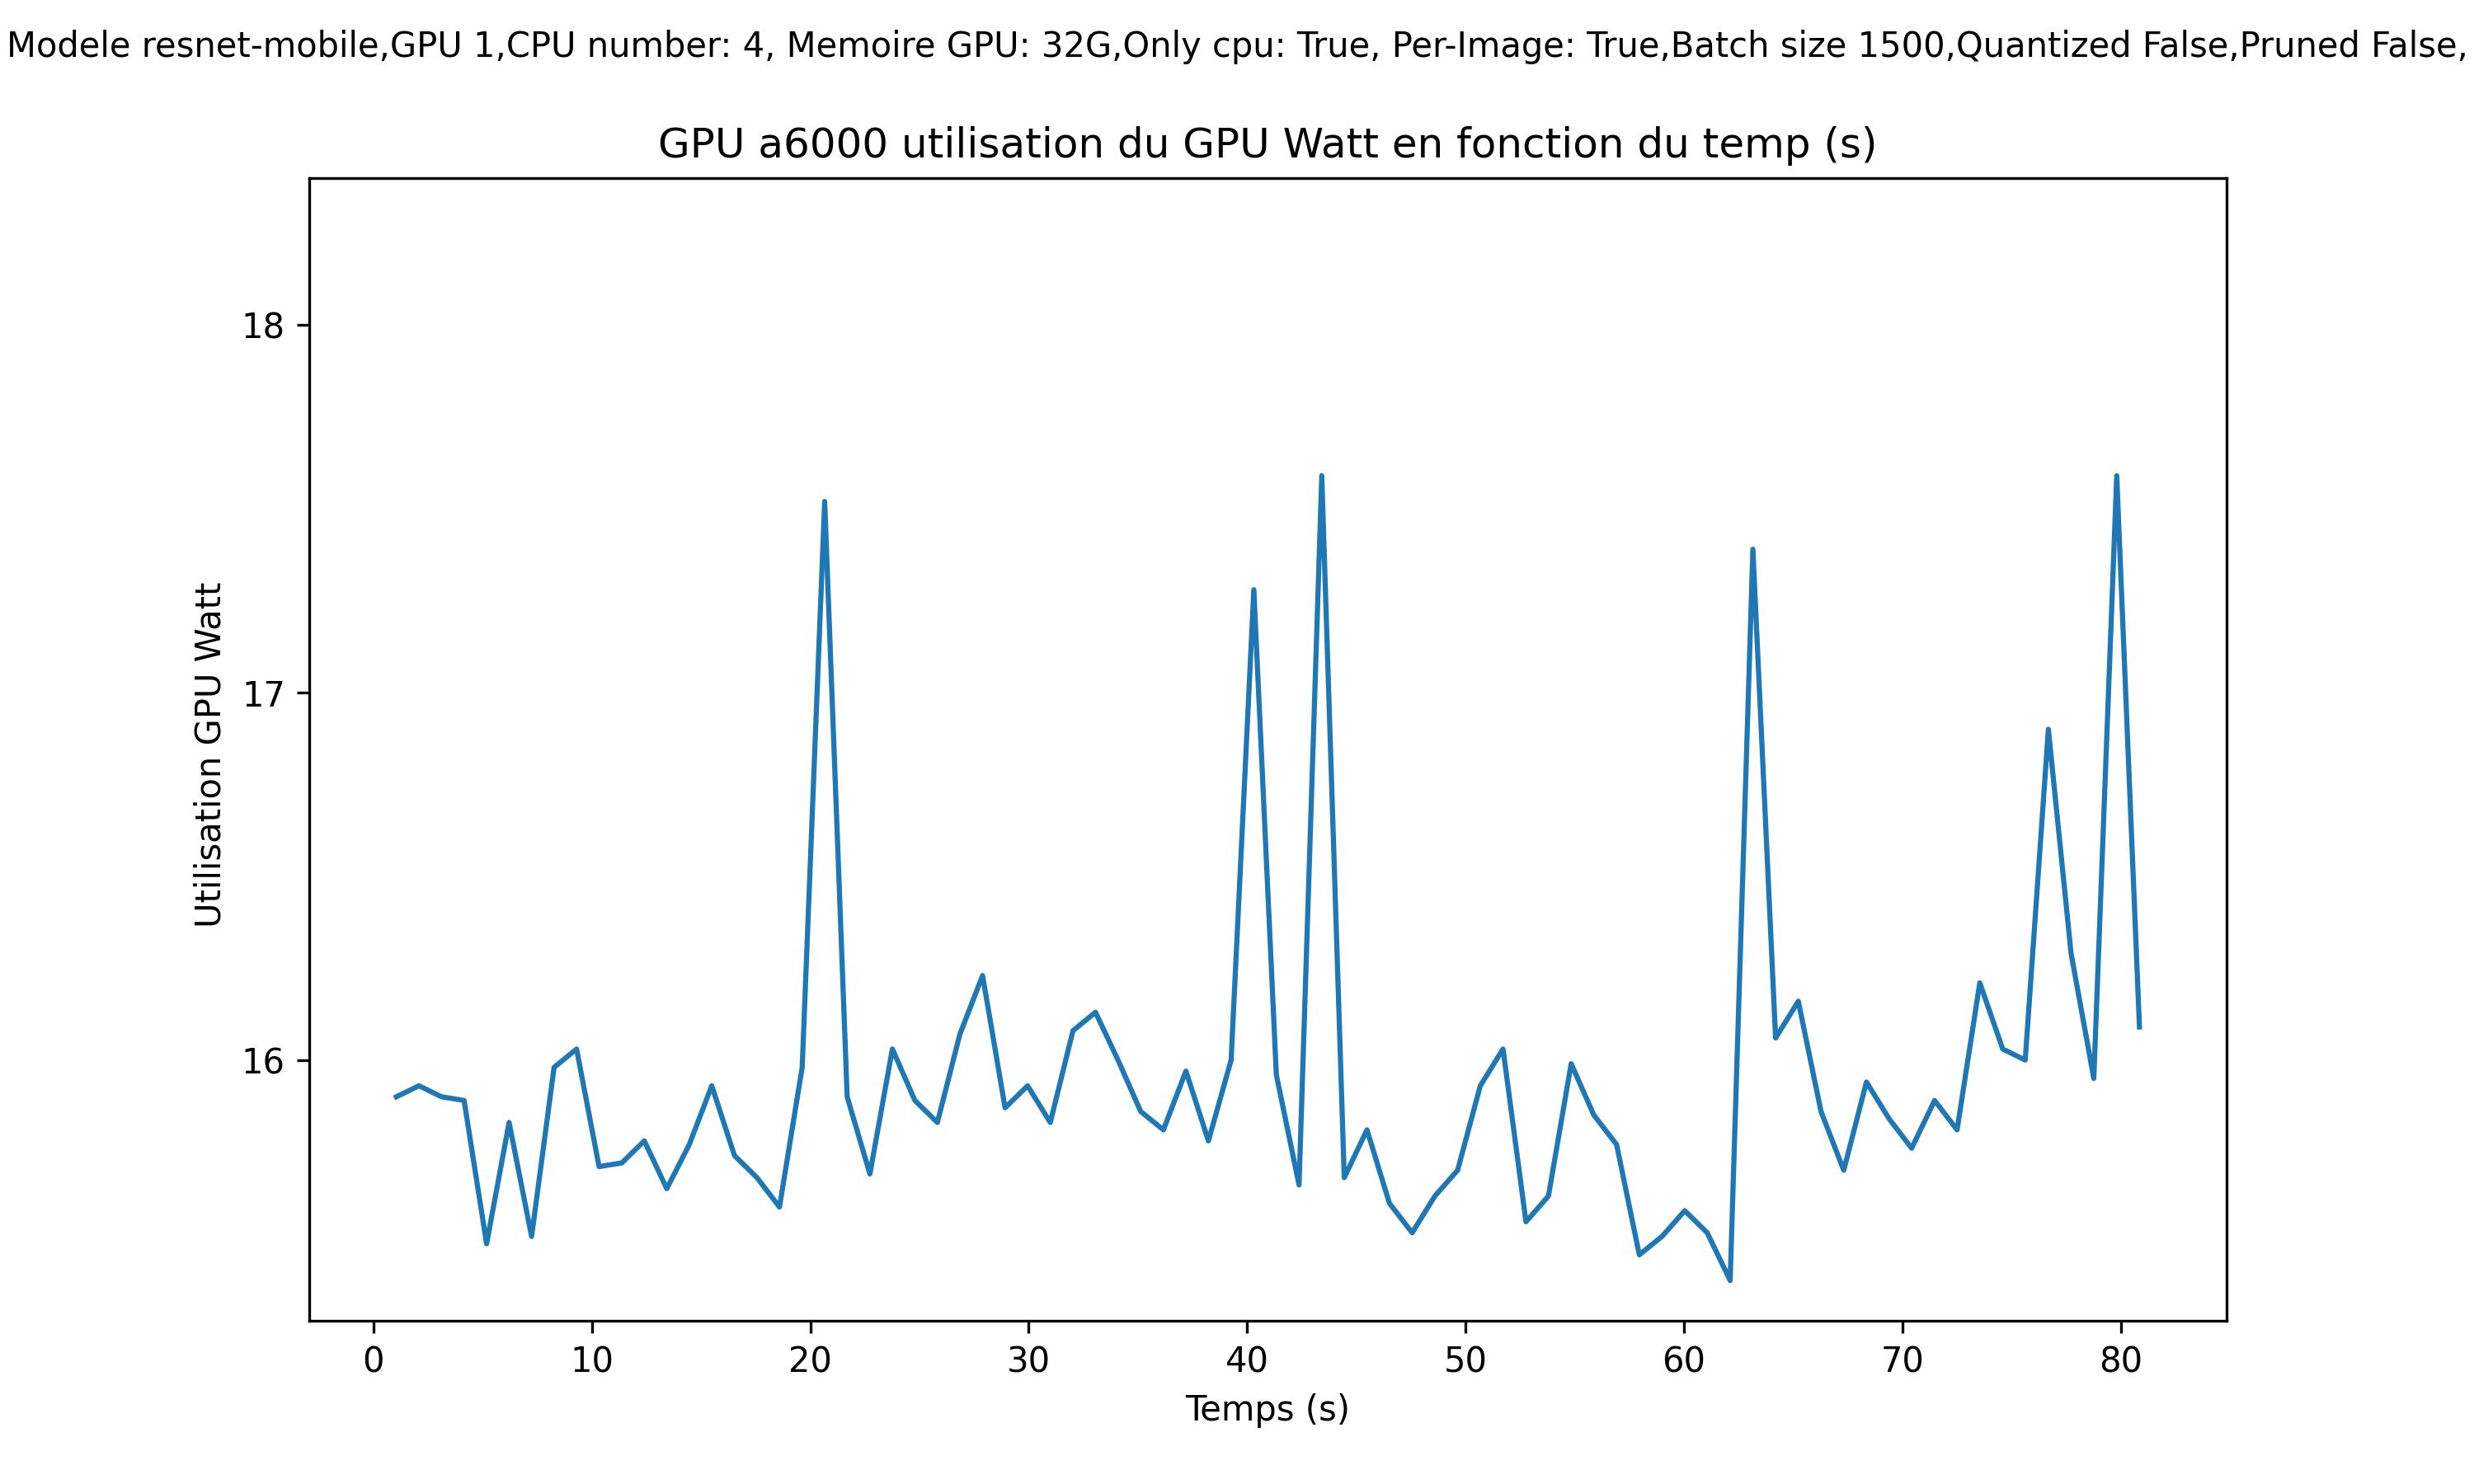 Modele resnet-mobile,GPU 1,CPU number: 4, Memoire GPU: 32G,Only cpu: True, Per-Image: True,Batch size 1500,Quantized False,Pruned False,
GPU a6000 utilisation du GPU Watt en fonction du temp (s)
18
17
16
Utilisation GPU Watt
0 10 20 30 40 50 60 70 80
Temps (s)